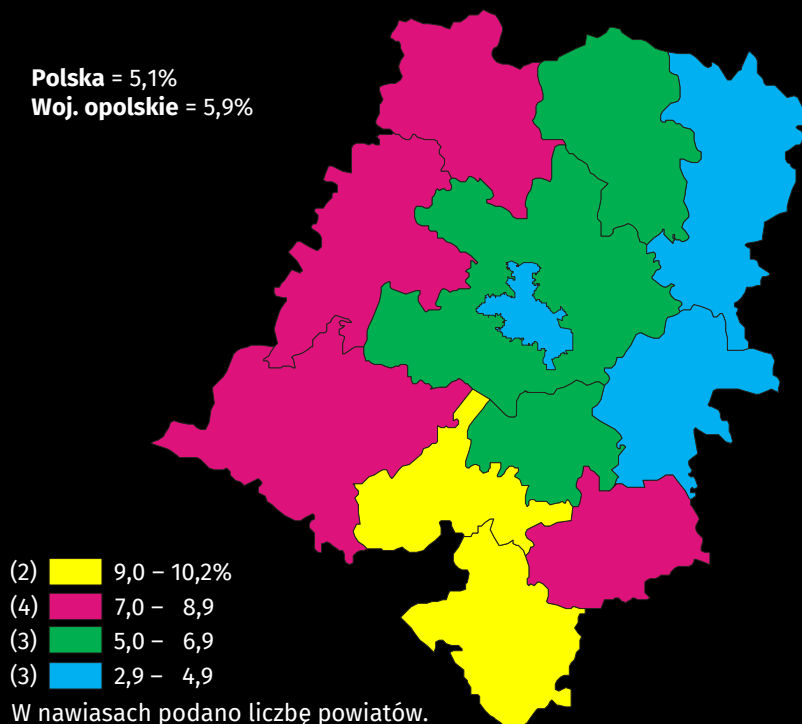 Polska = 5,1%
Woj. opolskie = 5,9%
(2) 9,0 – 10,2%
(4) 7,0 – 8,9
(3) 5,0 – 6,9
(3) 2,9 – 4,9
W nawiasach podano liczbę powiatów.